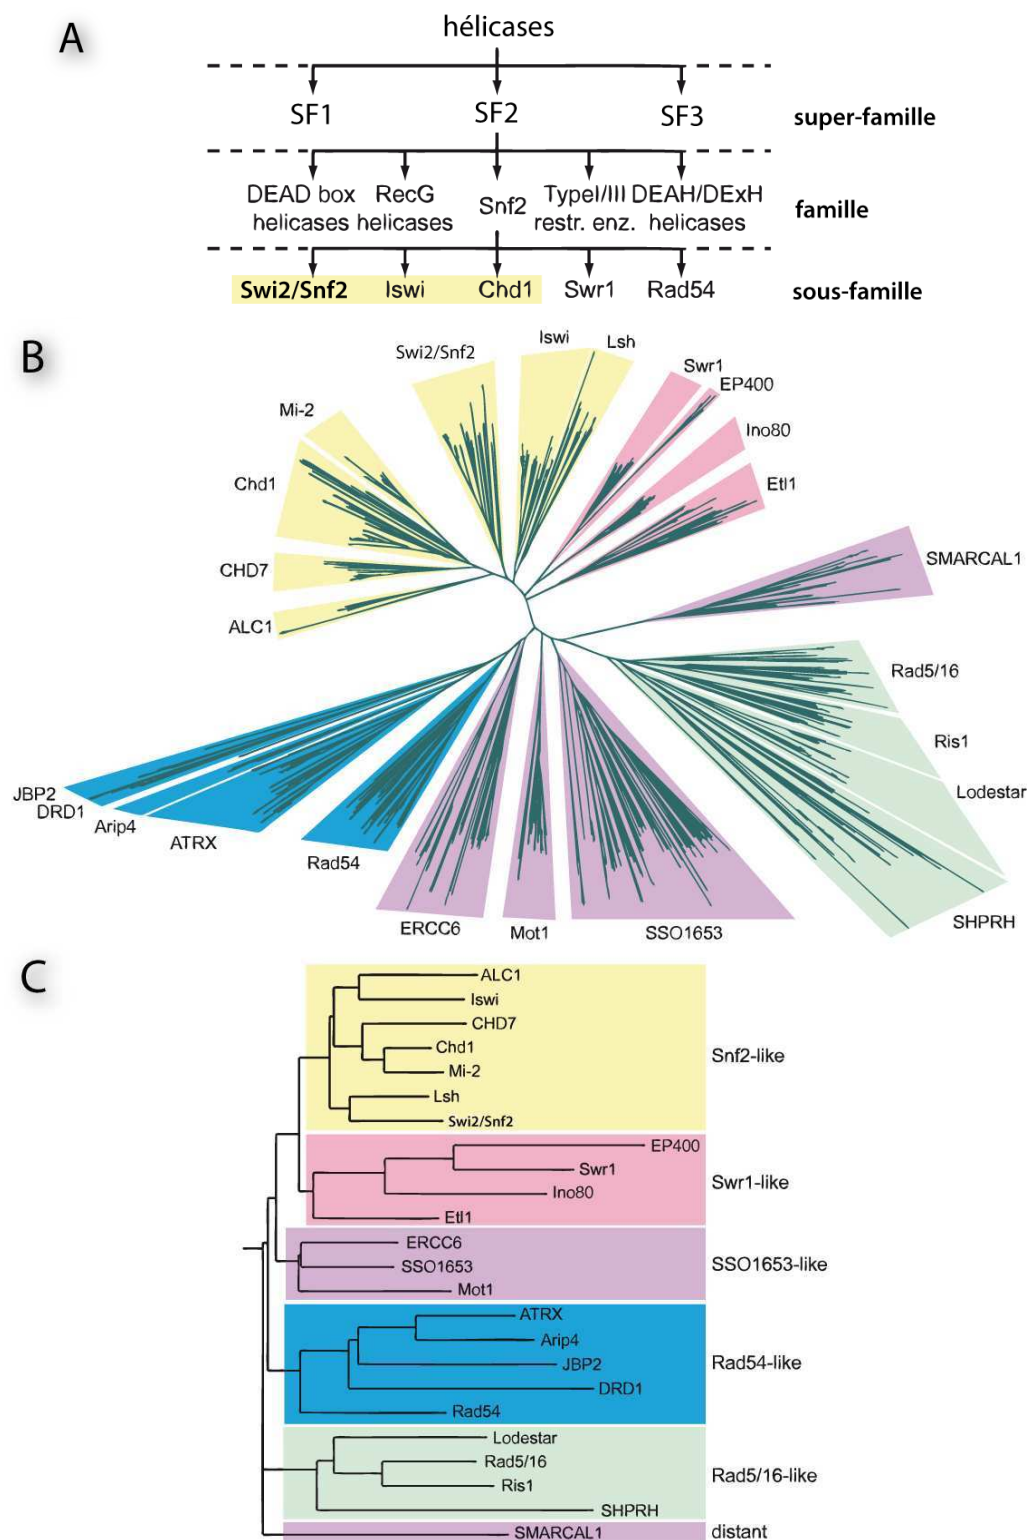 A
hélicases
SF1 SF2 SF3 super-famille
DEAD box helicases RecG helicases Snf2 TypeI/III restr. enz. DEAH/DExH helicases famille
Swi2/Snf2 Iswi Chd1 Swr1 Rad54 sous-famille
B
Swi2/Snf2
Iswi
Lsh
Swr1
EP400
Ino80
Etl1
Mi-2
Chd1
CHD7
ALC1
SMARCAL1
Rad5/16
Ris1
Lodestar
SHPRH
JBP2
DRD1
Arip4
ATRX
Rad54
ERCC6
Mot1
SSO1653
C
ALC1
Iswi
CHD7
Chd1
Mi-2
Lsh
Swi2/Snf2
Snf2-like
EP400
Swr1
Ino80
Etl1
Swr1-like
ERCC6
SSO1653
Mot1
SSO1653-like
ATRX
Arip4
JBP2
DRD1
Rad54
Rad54-like
Lodestar
Rad5/16
Ris1
SHPRH
Rad5/16-like
SMARCAL1
distant